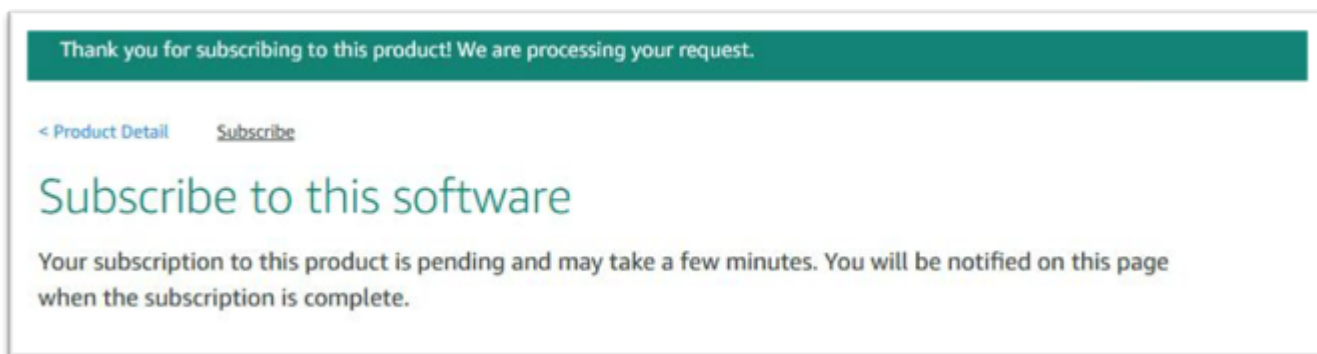 Thank you for subscribing to this product! We are processing your request.
< Product Detail Subscribe
Subscribe to this software
Your subscription to this product is pending and may take a few minutes. You will be notified on this page
when the subscription is complete.